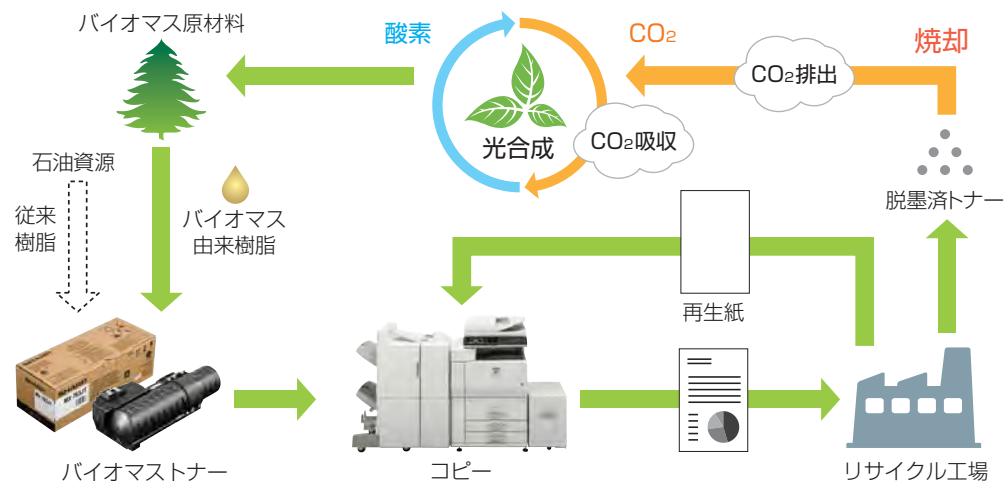 バイオマス原材料
酸素
CO₂
焼却
CO₂排出
光合成
CO₂吸収
石油資源
従来
樹脂
バイオマス
由来樹脂
脱墨済トナー
再生紙
バイオマストナー
コピー
リサイクル工場